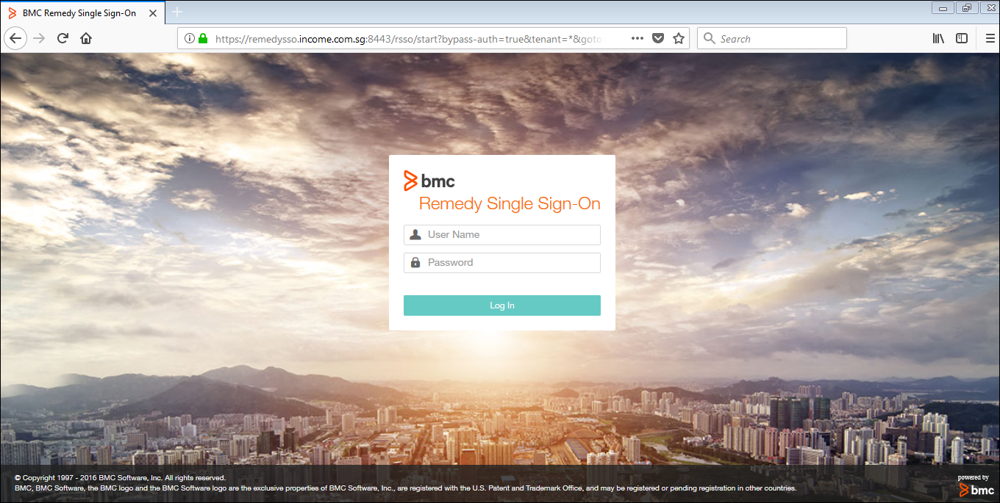 BMC Remedy Single Sign-On
https://remedysso.income.com.sg:8443/rsso/start?bypass-auth=true&tenant=*&goto
Search
bmc
Remedy Single Sign-On
User Name
Password
Log In
© Copyright 1997 - 2016 BMC Software, Inc. All rights reserved.
BMC, BMC Software, the BMC logo and the BMC Software logo are the exclusive properties of BMC Software, Inc., are registered with the U.S. Patent and Trademark Office, and may be registered or pending registration in other countries.
powered by
bmc